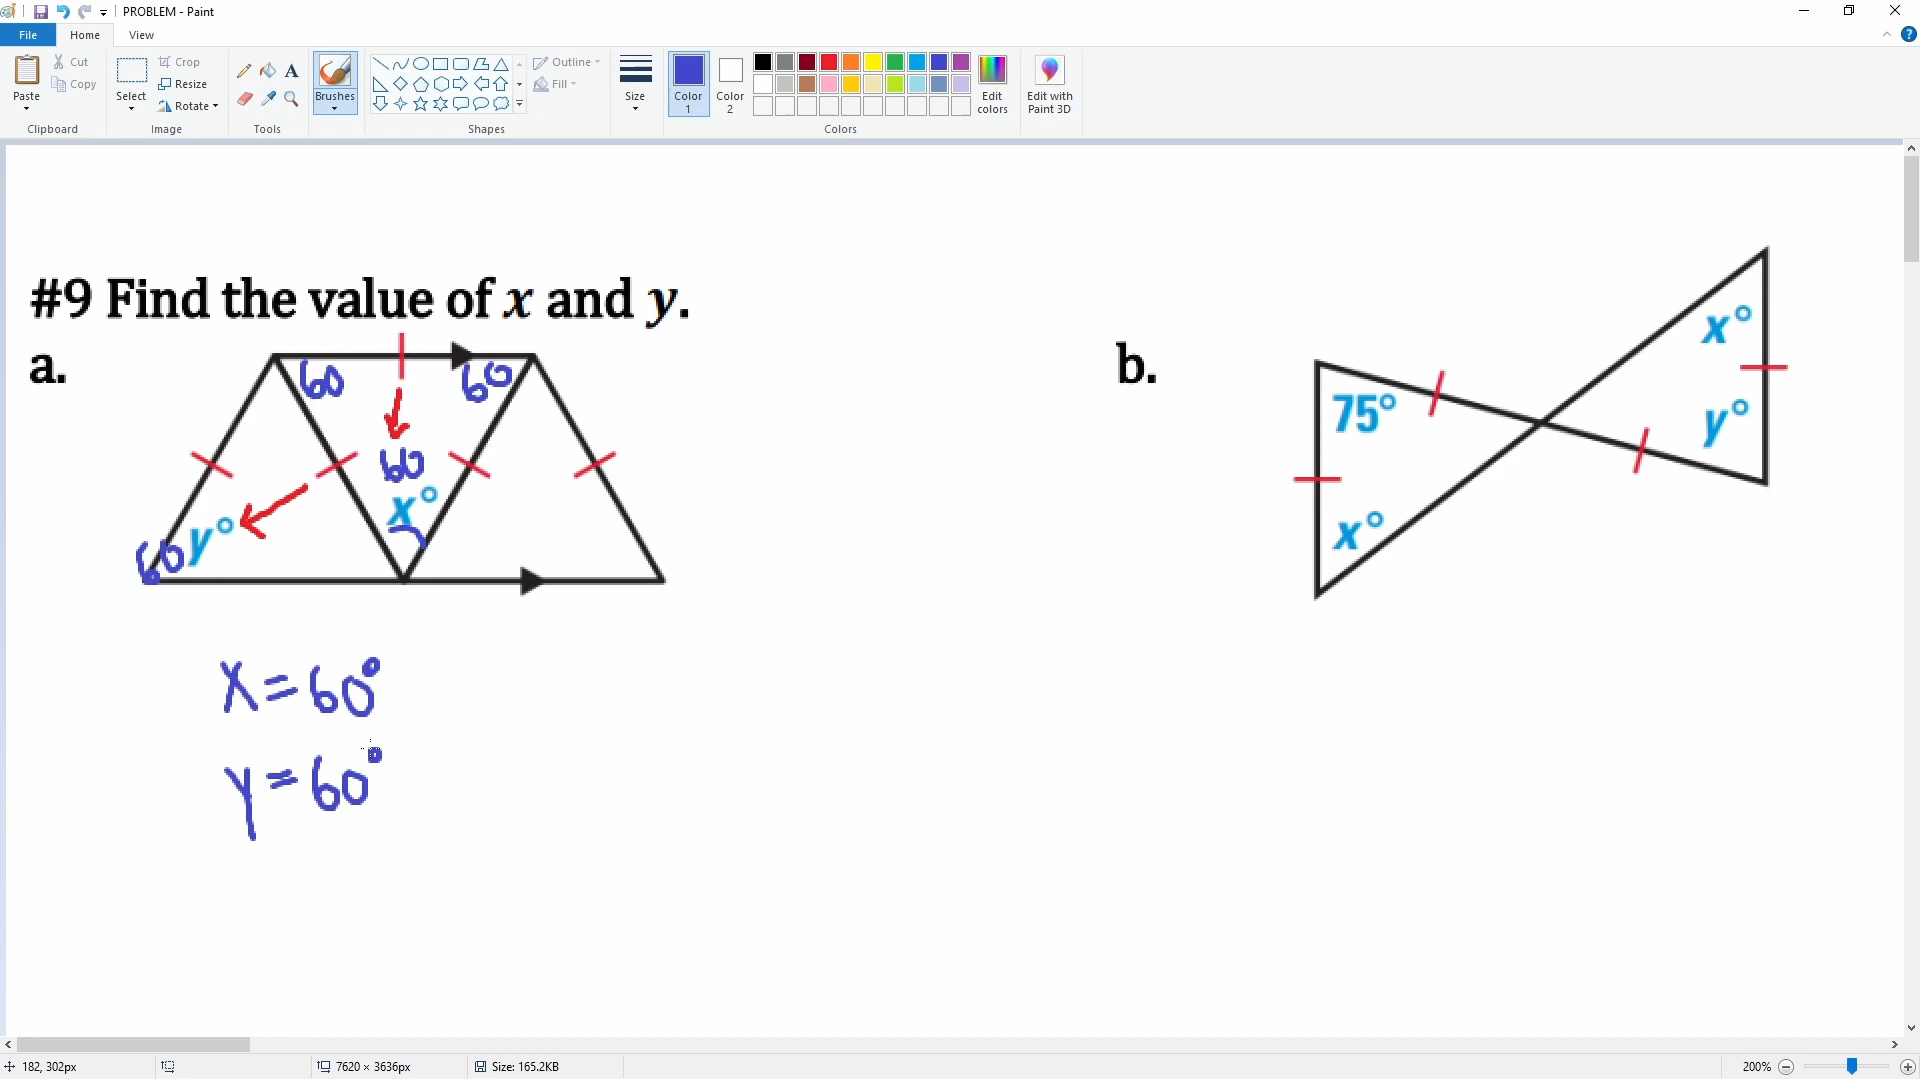 PROBLEM - Paint
File Home View
Paste
Cut
Copy
Clipboard
Select
Crop
Resize
Rotate
Image
Tools
Brushes
Shapes
Outline
Fill
Size
Color 1
Color 2
Colors
Edit colors
Edit with Paint 3D
#9 Find the value of x and y.
a.
60 60
60
x°
60 y°
x = 60°
y = 60°
b.
x°
75°
y°
x°
182, 302px
7620 × 3636px
Size: 165.2KB
200%